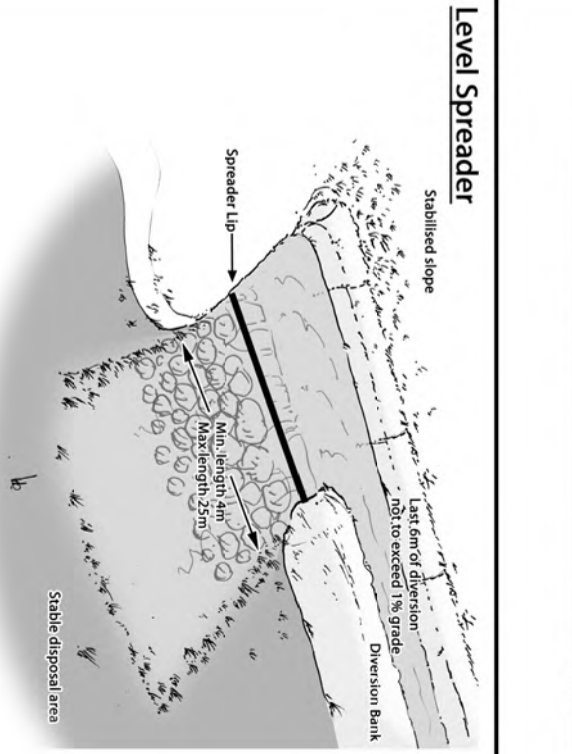 Level Spreader
Stabilised slope
Spreader Lip
Last 6m of diversion
not to exceed 1% grade
Min. length 4m
Max length 25m
Diversion Bank
Stable disposal area